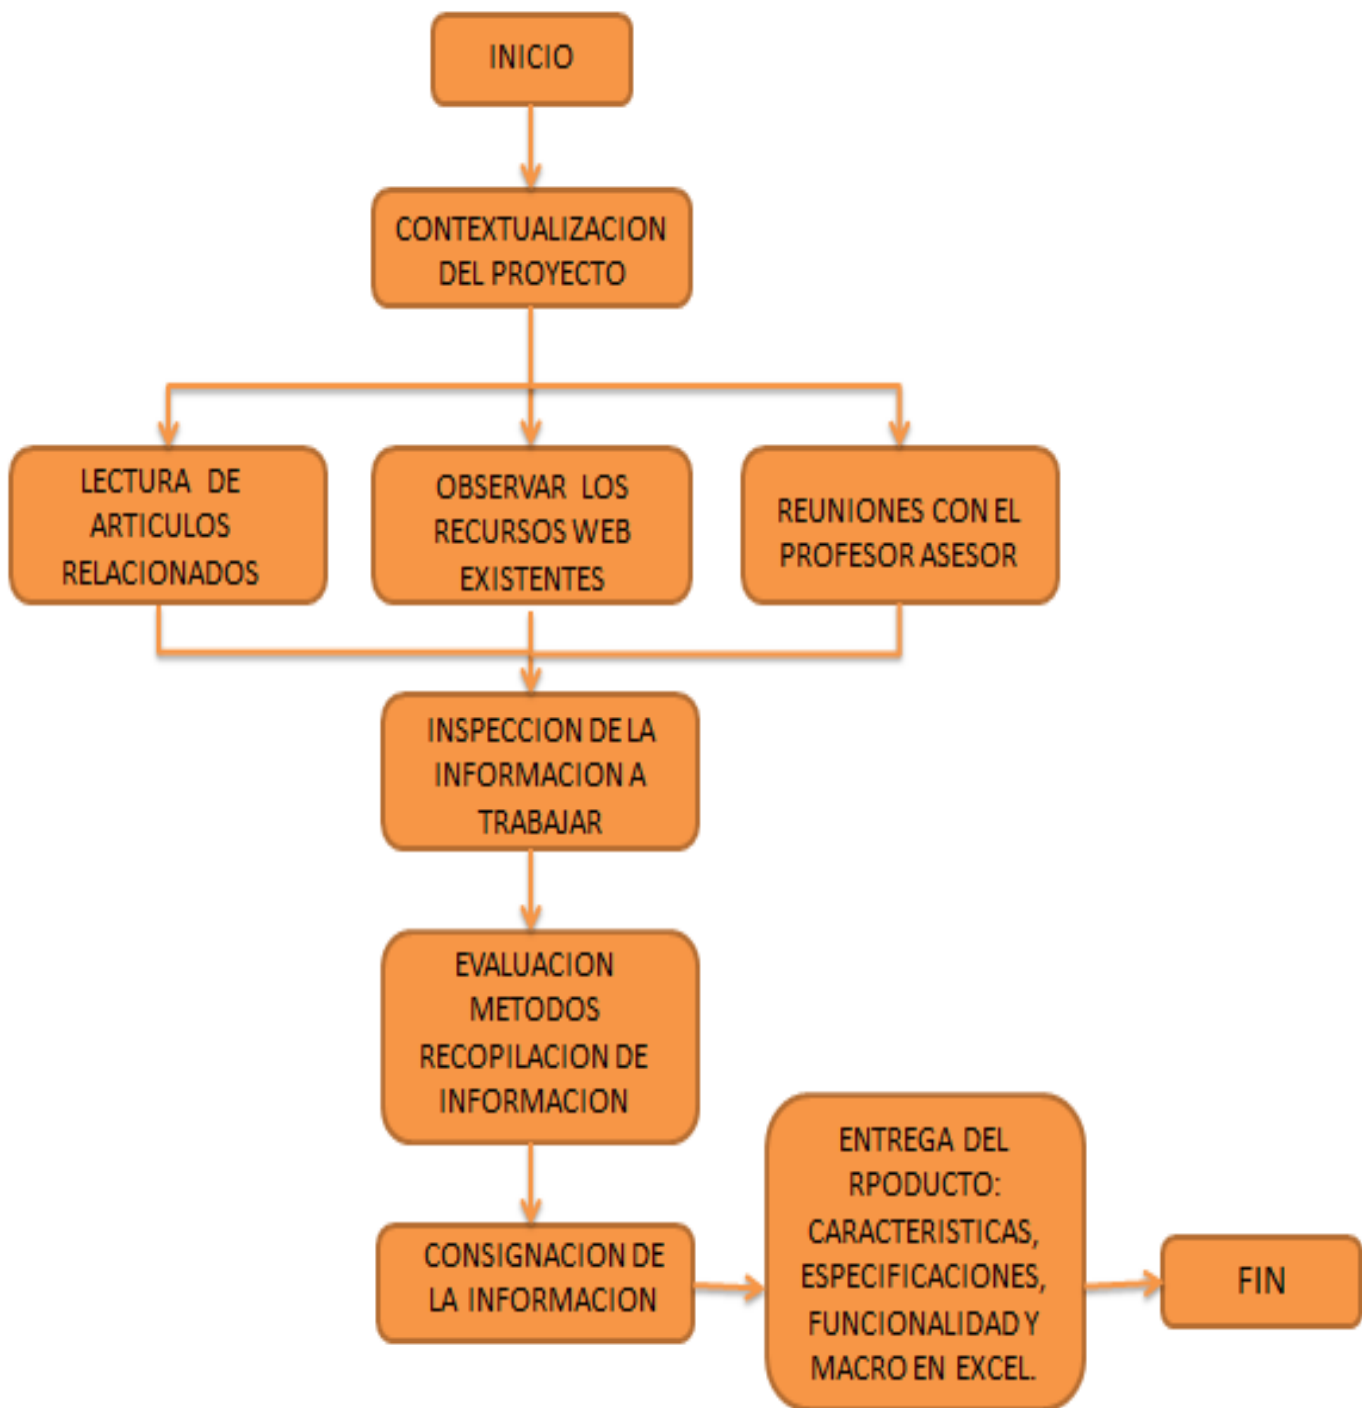 INICIO
CONTEXTUALIZACION
DEL PROYECTO
LECTURA DE
ARTICULOS
RELACIONADOS
OBSERVAR LOS
RECURSOS WEB
EXISTENTES
REUNIONES CON EL
PROFESOR ASESOR
INSPECCION DE LA
INFORMACION A
TRABAJAR
EVALUACION
METODOS
RECOPILACION DE
INFORMACION
CONSIGNACION DE
LA INFORMACION
ENTREGA DEL
RPODUCTO:
CARACTERISTICAS,
ESPECIFICACIONES,
FUNCIONALIDAD Y
MACRO EN EXCEL.
FIN